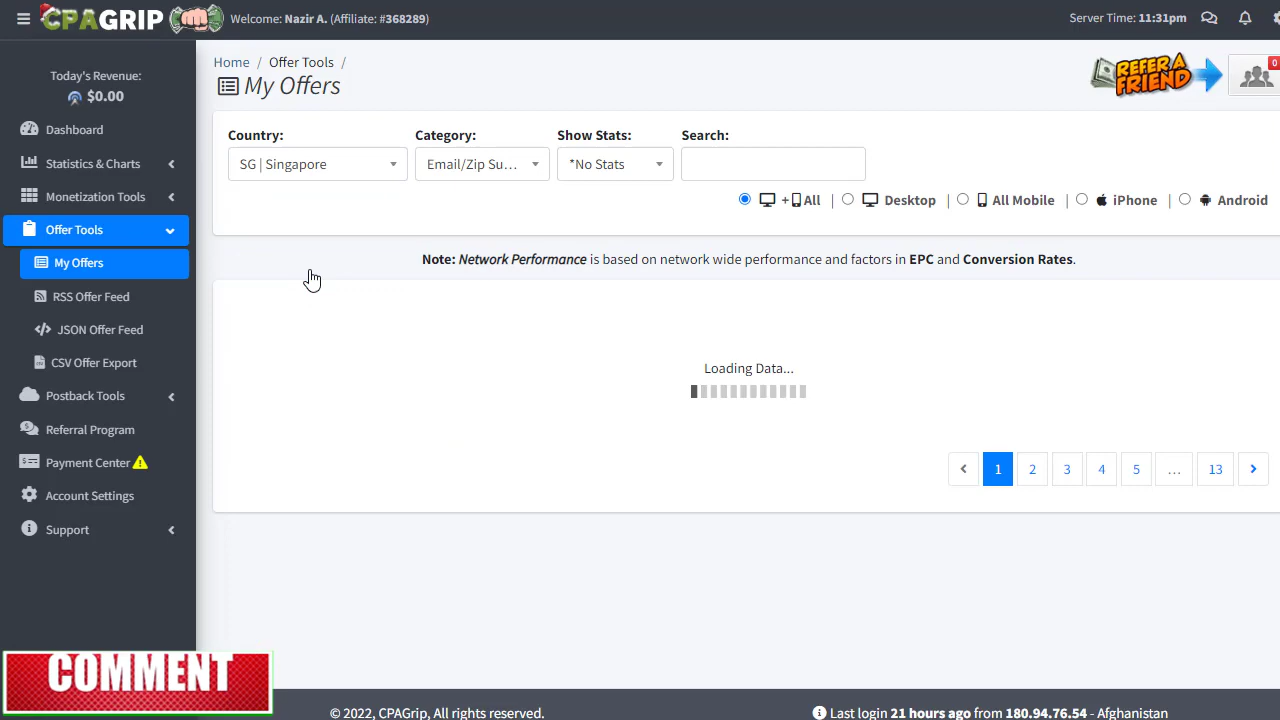 CPAGRIP Welcome: Nazir A. (Affiliate: #368289) Server Time: 11:31pm
Today's Revenue:
$0.00
Dashboard
Statistics & Charts
Monetization Tools
Offer Tools
My Offers
RSS Offer Feed
JSON Offer Feed
CSV Offer Export
Postback Tools
Referral Program
Payment Center
Account Settings
Support
Home / Offer Tools /
My Offers
REFER A FRIEND
0
Country: Category: Show Stats: Search:
SG | Singapore Email/Zip Su... *No Stats
+ All | Desktop | All Mobile | iPhone | Android
Note: Network Performance is based on network wide performance and factors in EPC and Conversion Rates.
Loading Data...
1 2 3 4 5 ... 13
COMMENT
© 2022, CPAGrip, All rights reserved. Last login 21 hours ago from 180.94.76.54 - Afghanistan